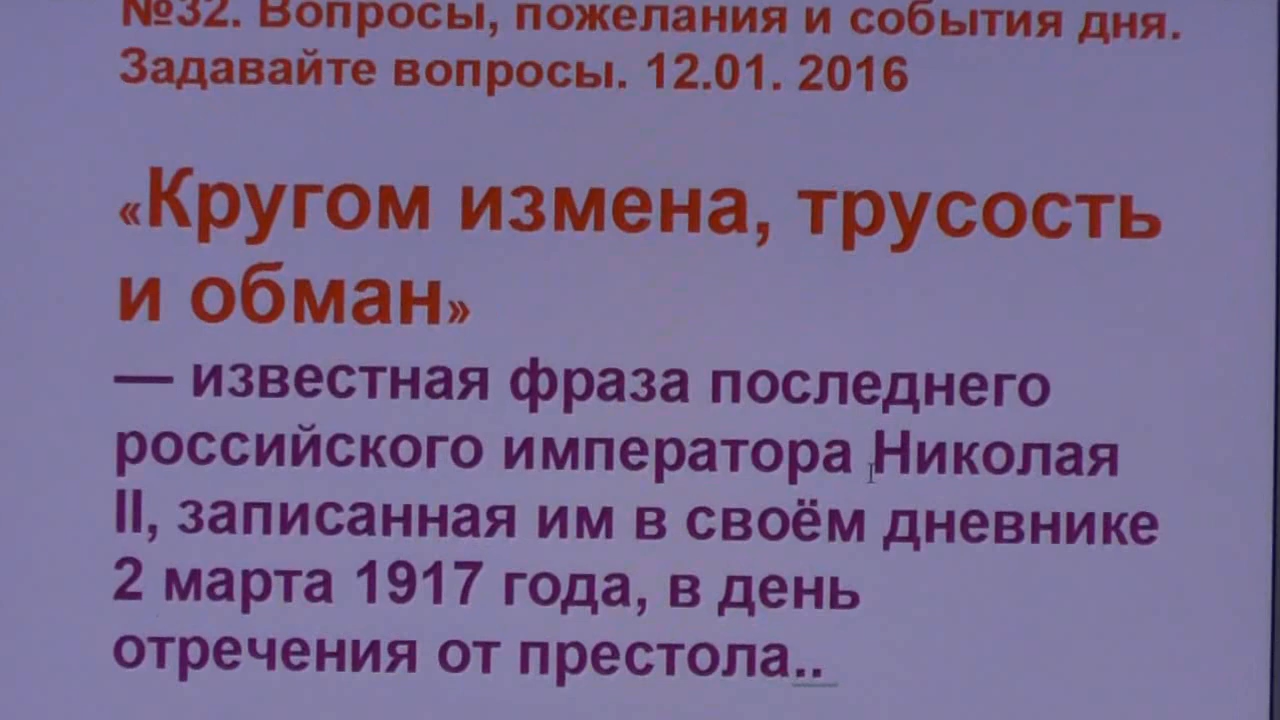 №32. Вопросы, пожелания и события дня.
Задавайте вопросы. 12.01. 2016
«Кругом измена, трусость
и обман»
— известная фраза последнего
российского императора Николая
II, записанная им в своём дневнике
2 марта 1917 года, в день
отречения от престола..